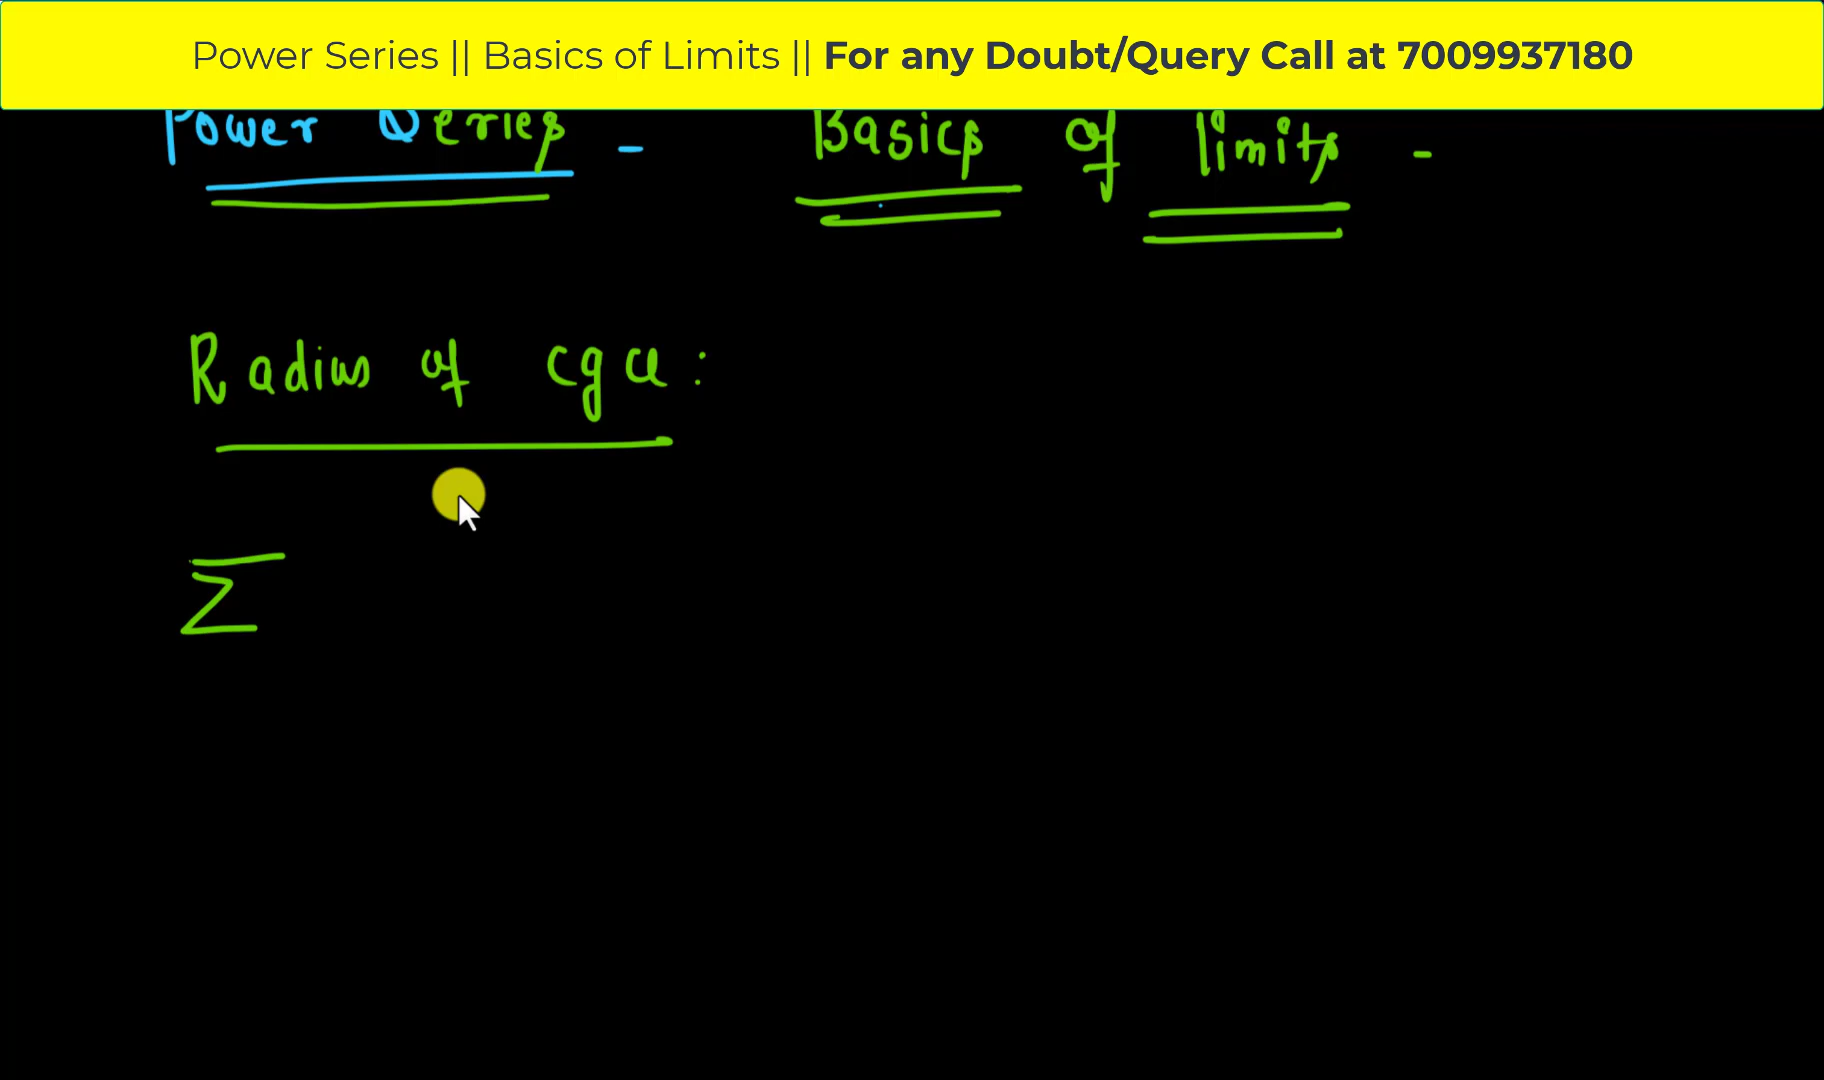 Power Series || Basics of Limits || For any Doubt/Query Call at 7009937180
Power Series - Basics of limits -
Radius of cgce:
Σ